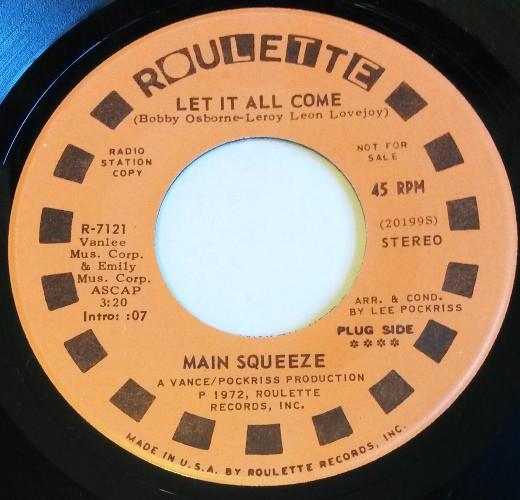 ROULETTE
LET IT ALL COME
(Bobby Osborne-Leroy Leon Lovejoy)
RADIO
STATION
COPY
NOT FOR
SALE
45 RPM
R-7121
Vanlee
Mus. Corp.
& Emily
Mus. Corp.
ASCAP
3:20
Intro: :07
(20199S)
STEREO
ARR. & COND.
BY LEE POCKRISS
PLUG SIDE
☆☆☆☆
MAIN SQUEEZE
A VANCE/POCKRISS PRODUCTION
P 1972, ROULETTE
RECORDS, INC.
MADE IN U.S.A. BY ROULETTE RECORDS, INC.